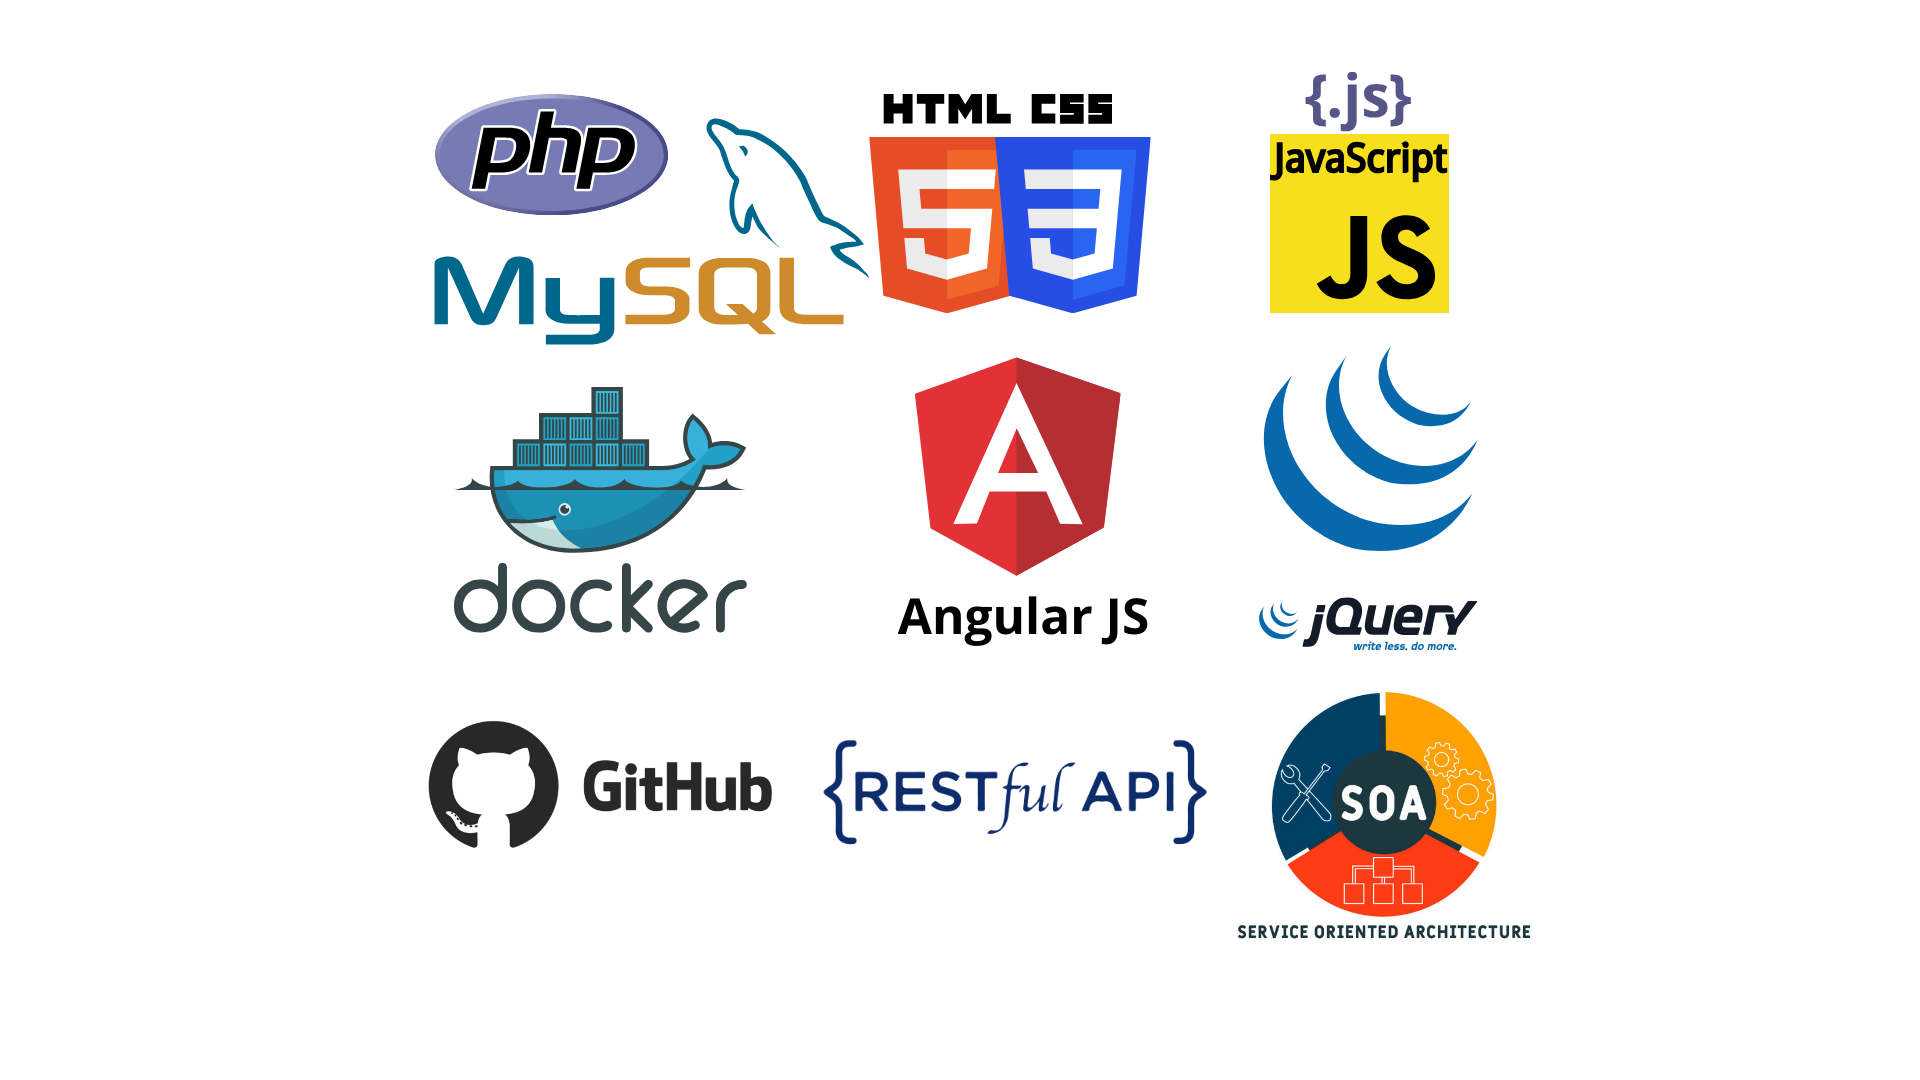 php
MySQL
HTML CSS
5 3
{.js}
JavaScript
JS
docker
A
Angular JS
jQuery
write less, do more.
GitHub
{RESTful API}
SOA
SERVICE ORIENTED ARCHITECTURE